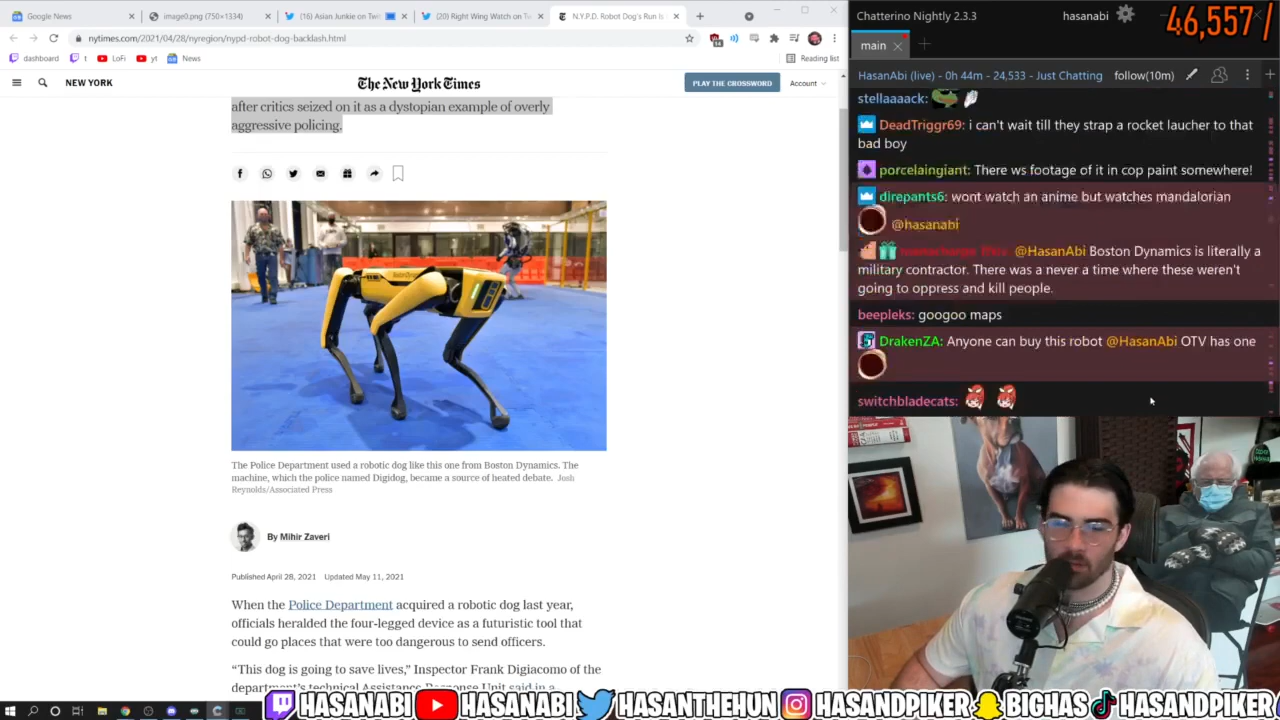 Google News
image0.png (750×1334)
(16) Asian Junkie on Tw
(20) Right Wing Watch on Tw
N.Y.P.D. Robot Dog's Run Is
nytimes.com/2021/04/28/nyregion/nypd-robot-dog-backlash.html
14
dashboard
t
LoFi
yt
News
Reading list
NEW YORK
The New York Times
PLAY THE CROSSWORD
Account
after critics seized on it as a dystopian example of overly
aggressive policing.
The Police Department used a robotic dog like this one from Boston Dynamics. The
machine, which the police named Digidog, became a source of heated debate. Josh
Reynolds/Associated Press
By Mihir Zaveri
Published April 28, 2021 Updated May 11, 2021
When the Police Department acquired a robotic dog last year,
officials heralded the four-legged device as a futuristic tool that
could go places that were too dangerous to send officers.
“This dog is going to save lives,” Inspector Frank Digiacomo of the
department's technical Assistance Response Unit said in a
Chatterino Nightly 2.3.3
hasanabi
46,557 /
main
HasanAbi (live) - 0h 44m - 24,533 - Just Chatting
follow(10m)
stellaaaack:
DeadTriggr69: i can't wait till they strap a rocket laucher to that
bad boy
porcelaingiant: There ws footage of it in cop paint somewhere!
direpants6: wont watch an anime but watches mandalorian
@hasanabi
@HasanAbi Boston Dynamics is literally a
military contractor. There was a never a time where these weren't
going to oppress and kill people.
beepleks: googoo maps
DrakenZA: Anyone can buy this robot @HasanAbi OTV has one
switchbladecats:
HASANABI
HASANABI
HASANTHEHUN
HASANDPIKER
BIGHAS
HASANDPIKER